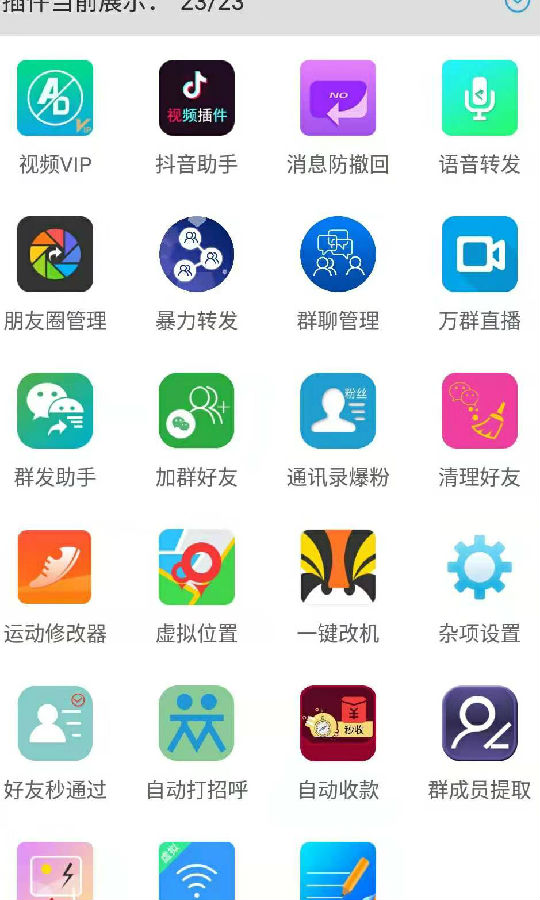 插件当前展示： 23/23
AD
VIP
视频插件
NO
视频VIP
抖音助手
消息防撤回
语音转发
朋友圈管理
暴力转发
群聊管理
万群直播
粉丝
群发助手
加群好友
通讯录爆粉
清理好友
运动修改器
虚拟位置
一键改机
杂项设置
秒收
好友秒通过
自动打招呼
自动收款
群成员提取
虚拟